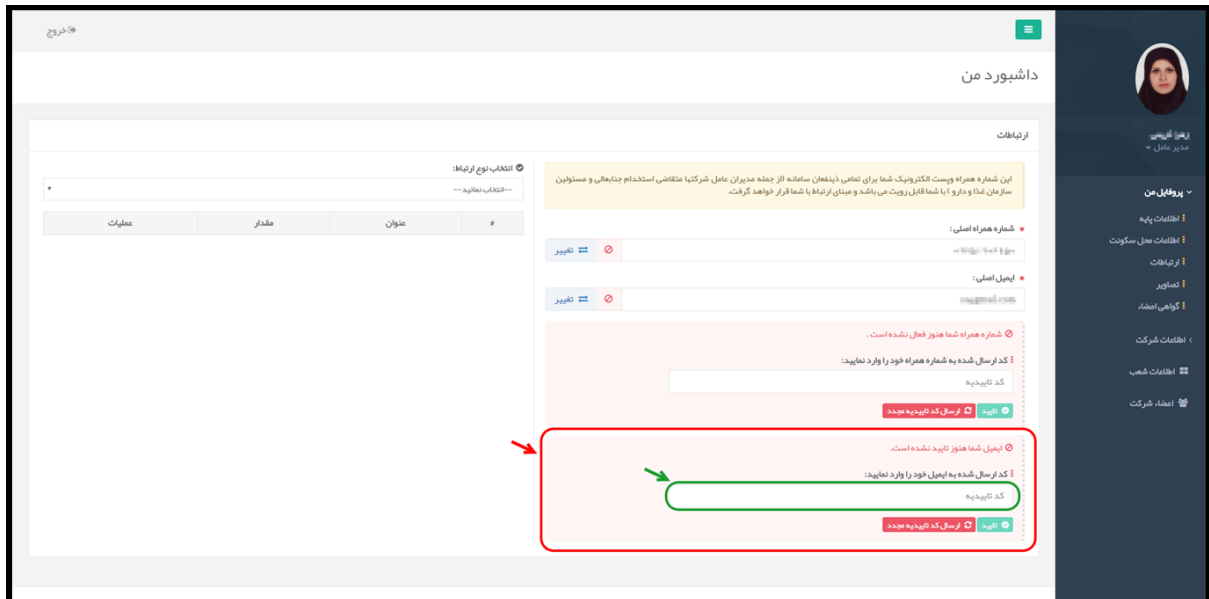 خروج
داشبورد من
مدیر عامل
پروفایل من
اطلاعات پایه
اطلاعات محل سکونت
ارتباطات
تصاویر
گواهی امضاء
اطلاعات شرکت
اطلاعات شعب
اعضاء شرکت
ارتباطات
این شماره همراه وپست الکترونیک شما برای تمامی ذینفعان سامانه (از جمله مدیران عامل شرکتها متقاضی استخدام جنابعالی و مسئولین
سازمان غذا و دارو ) با شما قابل رویت می باشد و مبنای ارتباط با شما قرار خواهد گرفت.
* شماره همراه اصلی :
تغییر
* ایمیل اصلی :
تغییر
شماره همراه شما هنوز فعال نشده است .
کد ارسال شده به شماره همراه خود را وارد نمایید:
کد تاییدیه
تایید ارسال کد تاییدیه مجدد
ایمیل شما هنوز تایید نشده است.
کد ارسال شده به ایمیل خود را وارد نمایید:
کد تاییدیه
تایید ارسال کد تاییدیه مجدد
انتخاب نوع ارتباط:
--انتخاب نمائید--
# عنوان مقدار عملیات